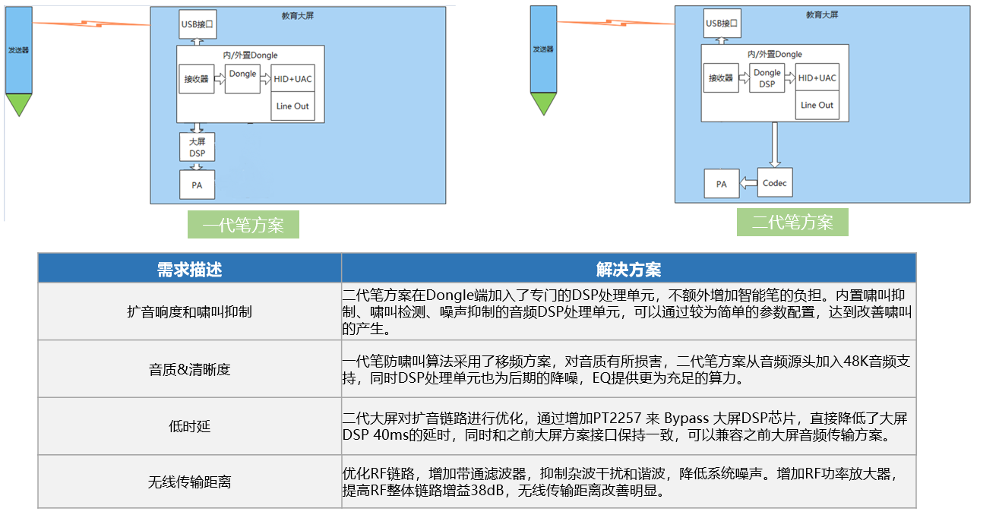 教育大屏
USB接口
发送器
内/外置Dongle
接收器
Dongle
HID+UAC
Line Out
大屏
DSP
PA
一代笔方案
教育大屏
USB接口
发送器
内/外置Dongle
接收器
Dongle
DSP
HID+UAC
Line Out
PA
Codec
二代笔方案
需求描述
解决方案
扩音响度和啸叫抑制
二代笔方案在Dongle端加入了专门的DSP处理单元，不额外增加智能笔的负担。内置啸叫抑
制、啸叫检测、噪声抑制的音频DSP处理单元，可以通过较为简单的参数配置，达到改善啸叫
的产生。
音质&清晰度
一代笔防啸叫算法采用了移频方案，对音质有所损害，二代笔方案从音频源头加入48K音频支
持，同时DSP处理单元也为后期的降噪，EQ提供更为充足的算力。
低时延
二代大屏对扩音链路进行优化，通过增加PT2257 来 Bypass 大屏DSP芯片，直接降低了大屏
DSP 40ms的延时，同时和之前大屏方案接口保持一致，可以兼容之前大屏音频传输方案。
无线传输距离
优化RF链路，增加带通滤波器，抑制杂波干扰和谐波，降低系统噪声。增加RF功率放大器，
提高RF整体链路增益38dB，无线传输距离改善明显。